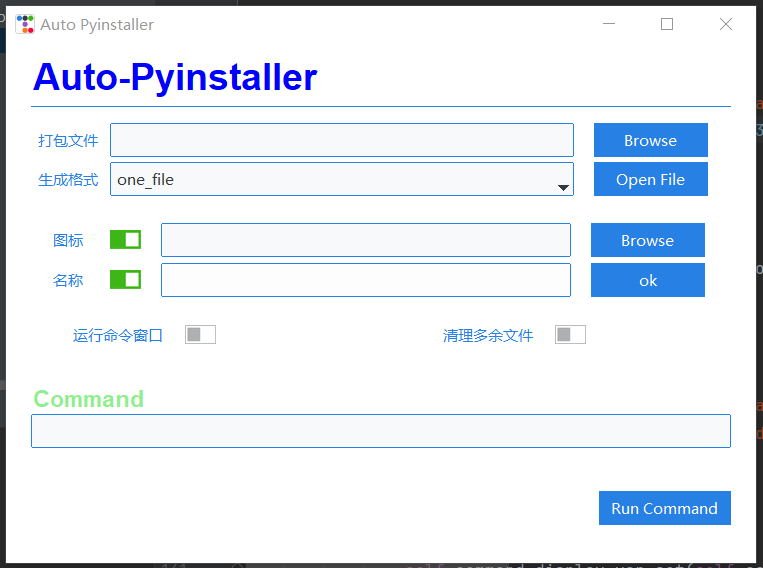 Auto Pyinstaller
Auto-Pyinstaller
打包文件 Browse
生成格式 one_file Open File
图标 Browse
名称 ok
运行命令窗口 清理多余文件
Command
Run Command